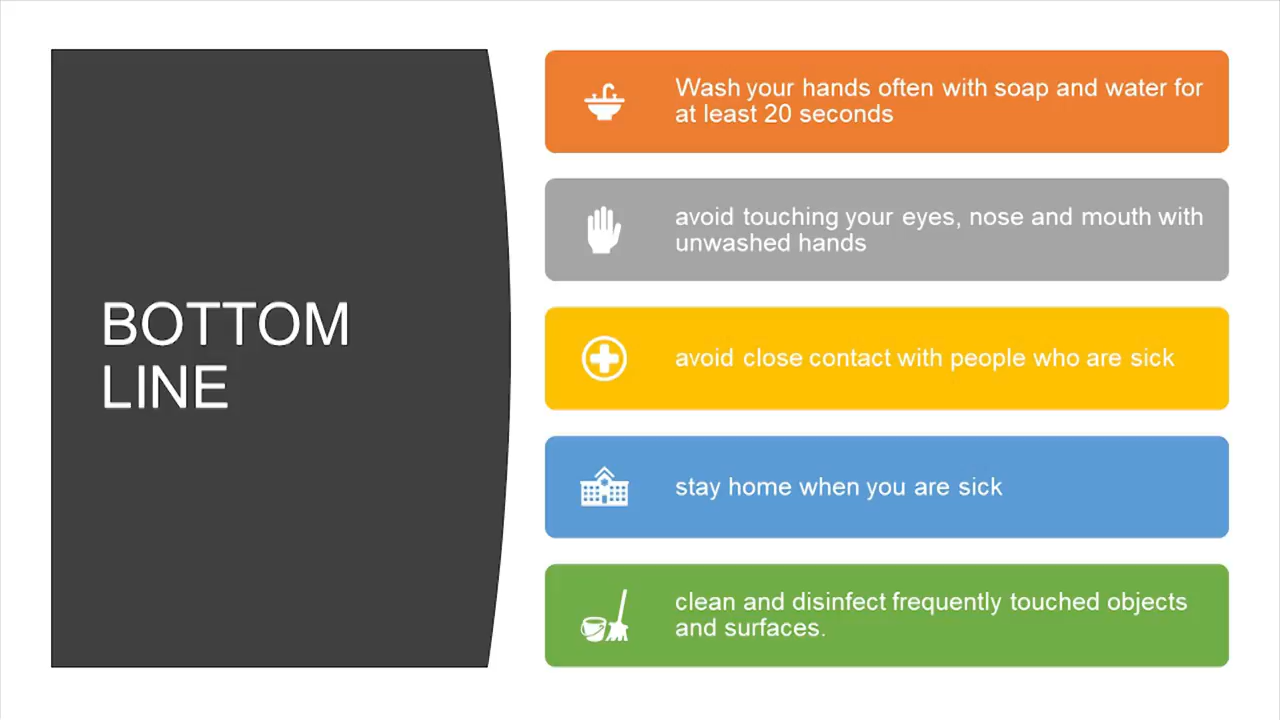 BOTTOM
LINE
Wash your hands often with soap and water for
at least 20 seconds
avoid touching your eyes, nose and mouth with
unwashed hands
avoid close contact with people who are sick
stay home when you are sick
clean and disinfect frequently touched objects
and surfaces.